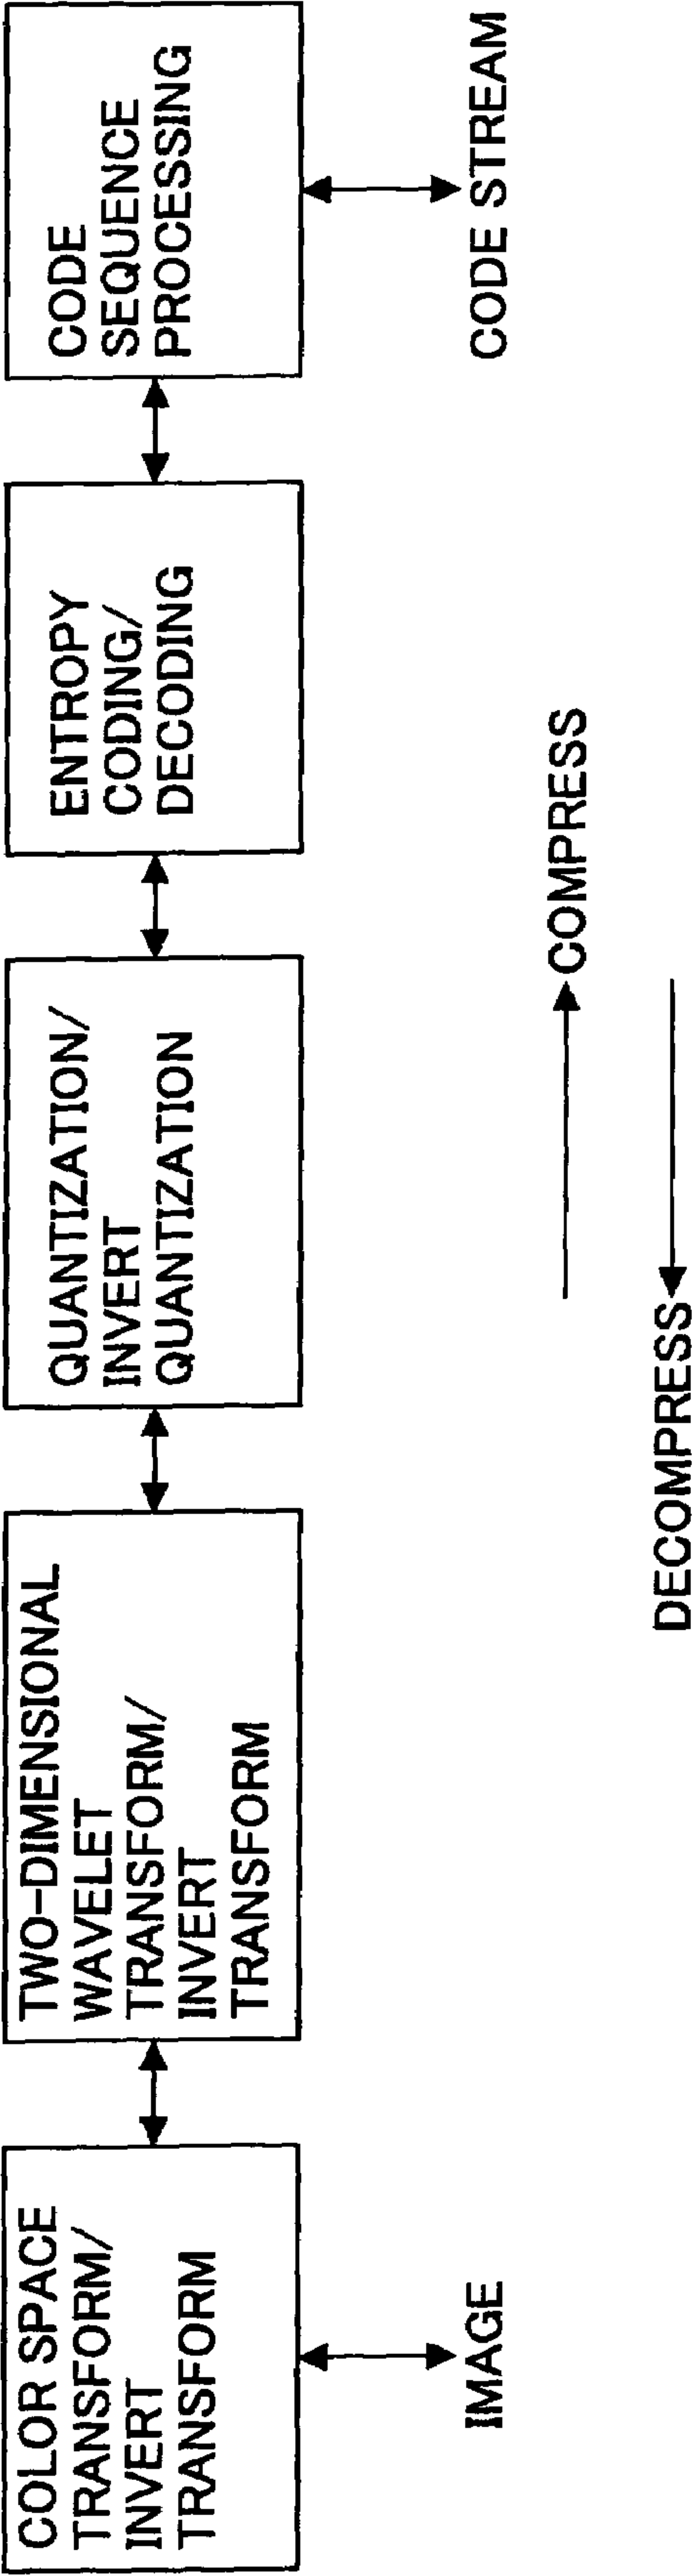 COLOR SPACE
TRANSFORM/
INVERT
TRANSFORM
TWO-DIMENSIONAL
WAVELET
TRANSFORM/
INVERT
TRANSFORM
QUANTIZATION/
INVERT
QUANTIZATION
ENTROPY
CODING/
DECODING
CODE
SEQUENCE
PROCESSING
IMAGE
CODE STREAM
COMPRESS
DECOMPRESS